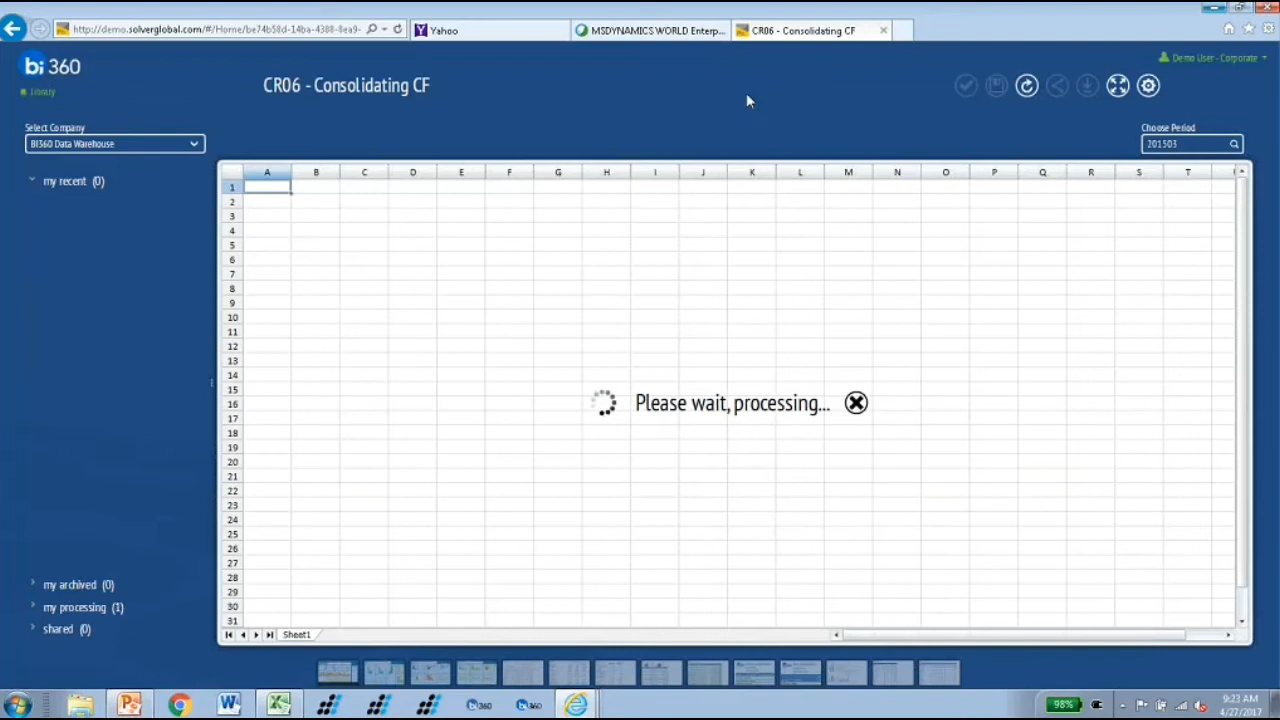 http://demo.solverglobal.com/#/Home/be74b58d-14ba-4388-8ea9-
Yahoo
MSDYNAMICS WORLD Enterp...
CR06 - Consolidating CF
bi 360
Library
CR06 - Consolidating CF
Demo User - Corporate
Select Company
BI360 Data Warehouse
Choose Period
201503
my recent (0)
A B C D E F G H I J K L M N O P Q R S T
1
2
3
4
5
6
7
8
9
10
11
12
13
14
15
16
17
18
19
20
21
22
23
24
25
26
27
28
29
30
31
Please wait, processing...
my archived (0)
my processing (1)
shared (0)
Sheet1
bi360
bi360
98%
9:23 AM
4/27/2017